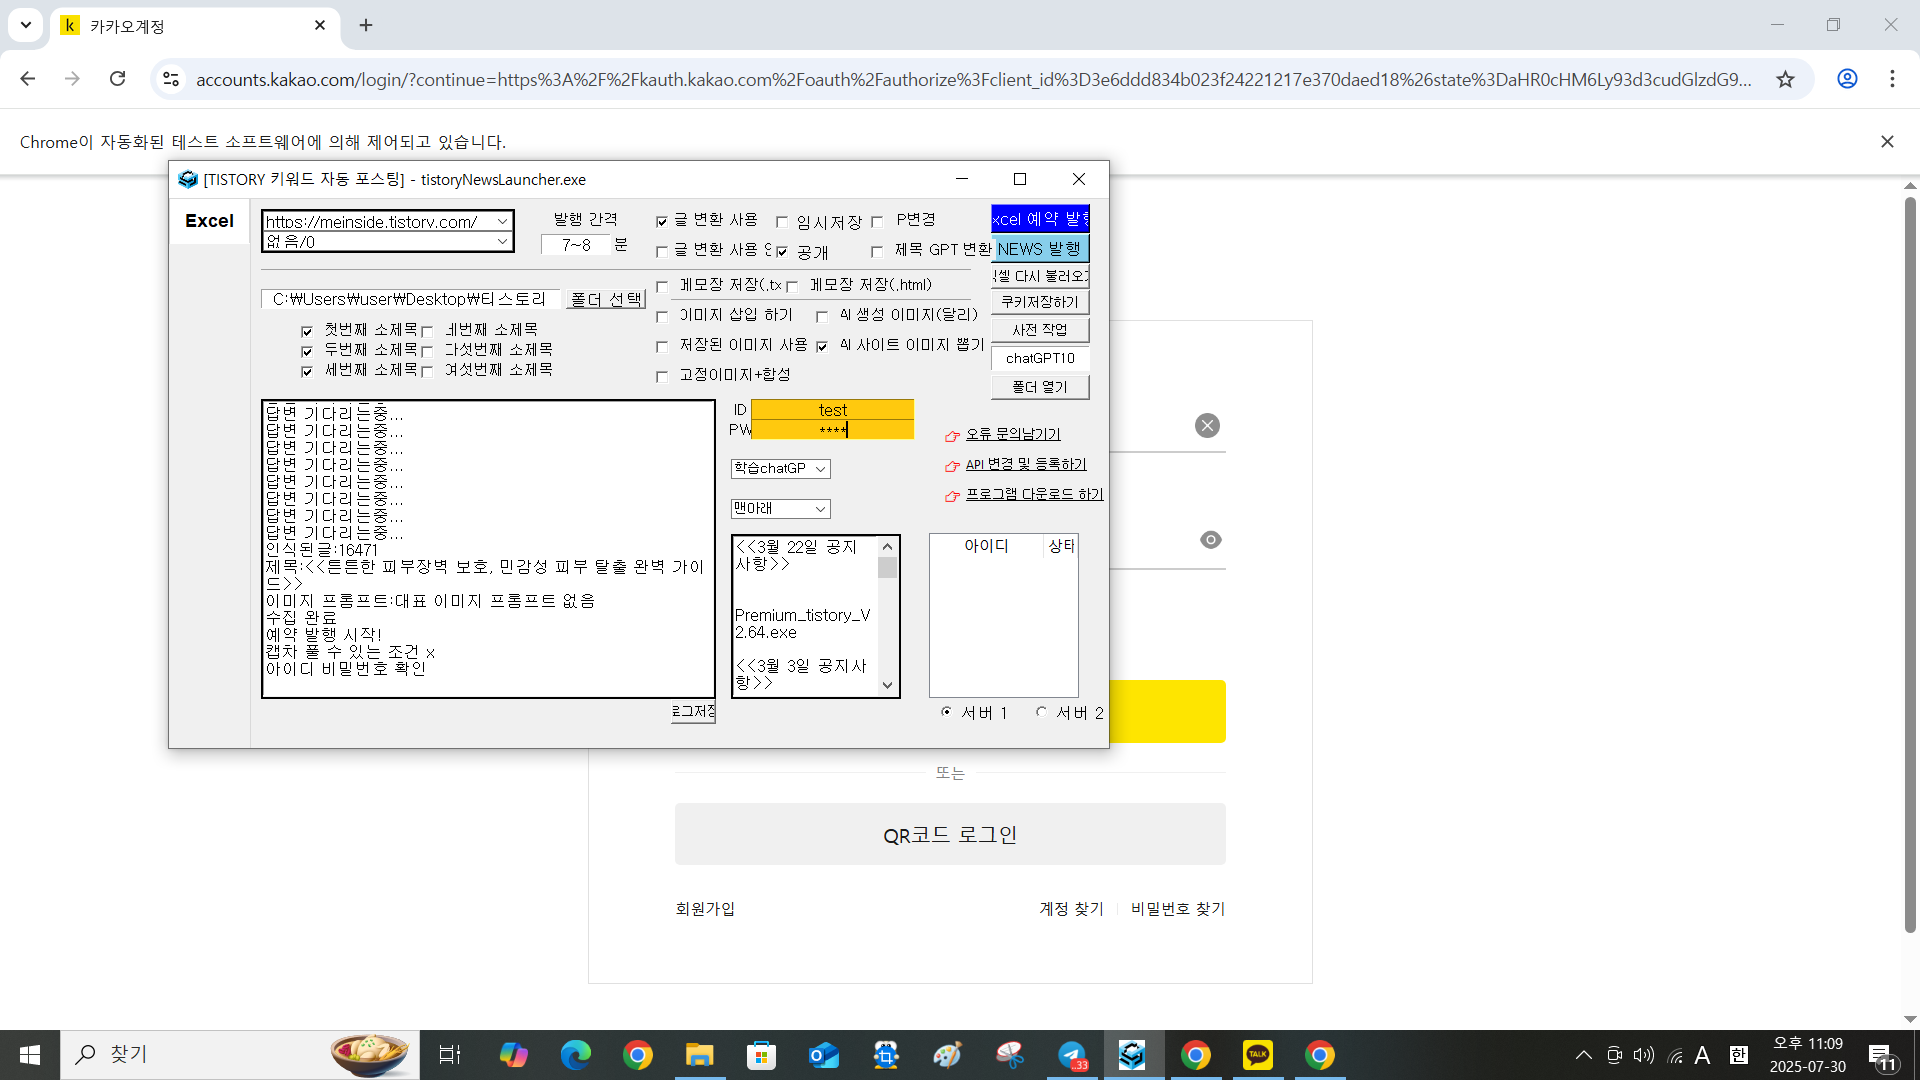 카카오계정
accounts.kakao.com/login/?continue=https%3A%2F%2Fkauth.kakao.com%2Foauth%2Fauthorize%3Fclient_id%3D3e6ddd834b023f24221217e370daed18%26state%3DaHR0cHM6Ly93d3cudGlzdG9...
Chrome이 자동화된 테스트 소프트웨어에 의해 제어되고 있습니다.
[TISTORY 키워드 자동 포스팅] - tistoryNewsLauncher.exe
Excel
https://meinside.tistory.com/
없음/0
발행 간격
7~8 분
글 변환 사용
임시저장
P변경
글 변환 사용
공개
제목 GPT 변환
xcel 예약 발행
NEWS 발행
엑셀 다시 불러오기
쿠키저장하기
사전 작업
chatGPT10
폴더 열기
C:₩Users₩user₩Desktop₩티스토리
폴더 선택
메모장 저장(.tx
메모장 저장(.html)
첫번째 소제목
네번째 소제목
두번째 소제목
다섯번째 소제목
세번째 소제목
여섯번째 소제목
이미지 삽입 하기
AI 생성 이미지(달리)
저장된 이미지 사용
AI 사이트 이미지 뽑기
고정이미지+합성
답변 기다리는중...
답변 기다리는중...
답변 기다리는중...
답변 기다리는중...
답변 기다리는중...
답변 기다리는중...
답변 기다리는중...
답변 기다리는중...
인식된글:16471
제목:<<튼튼한 피부장벽 보호, 민감성 피부 탈출 완벽 가이
드>>
이미지 프롬프트:대표 이미지 프롬프트 없음
수집 완료
예약 발행 시작!
캡차 풀 수 있는 조건 x
아이디 비밀번호 확인
로그저장
ID test
PW ****
학습chatGP
맨아래
오류 문의남기기
API 변경 및 등록하기
프로그램 다운로드 하기
<<3월 22일 공지
사항>>
Premium_tistory_V
2.64.exe
<<3월 3일 공지사
항>>
아이디
상태
서버 1
서버 2
또는
QR코드 로그인
회원가입
계정 찾기
비밀번호 찾기
찾기
TALK
33
A
한
오후 11:09
2025-07-30
11